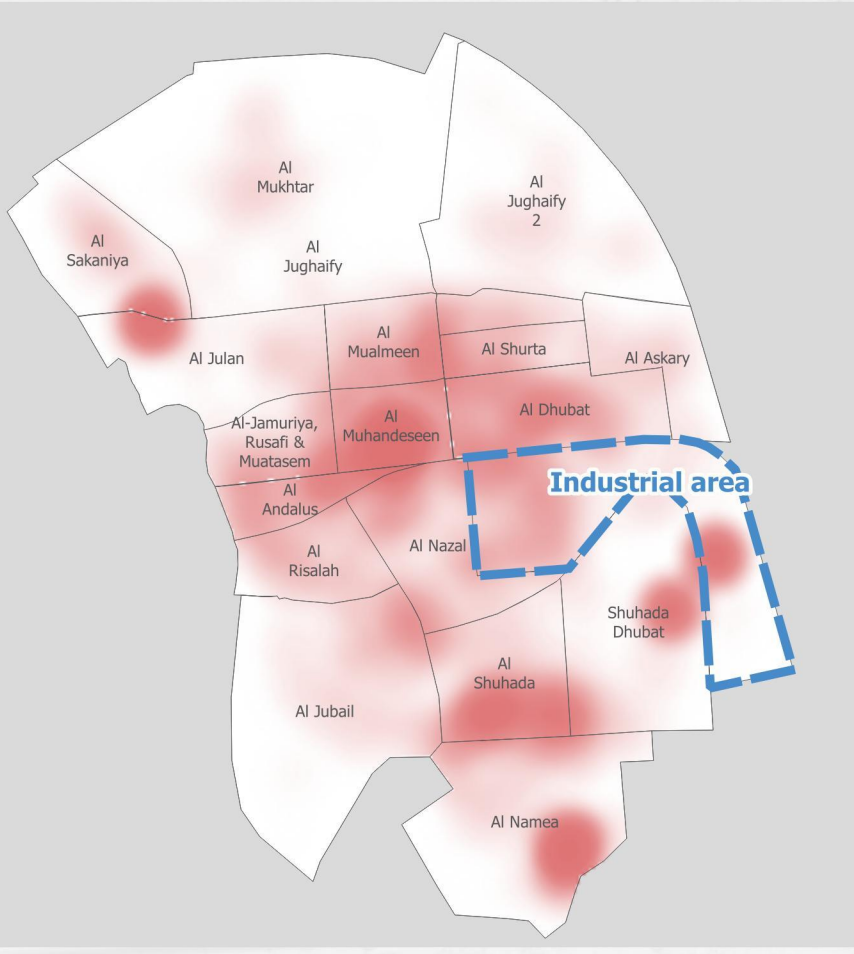 Al
Mukhtar
Al
Jughaify
2
Al
Sakaniya
Al
Jughaify
Al
Mualmeen
Al Shurta
Al Julan
Al Askary
Al Dhubat
Al
Muhandeseen
Al-Jamuriya,
Rusafi &
Muatasem
Industrial area
Al
Andalus
Al Nazal
Al
Risalah
Shuhada
Dhubat
Al
Shuhada
Al Jubail
Al Namea